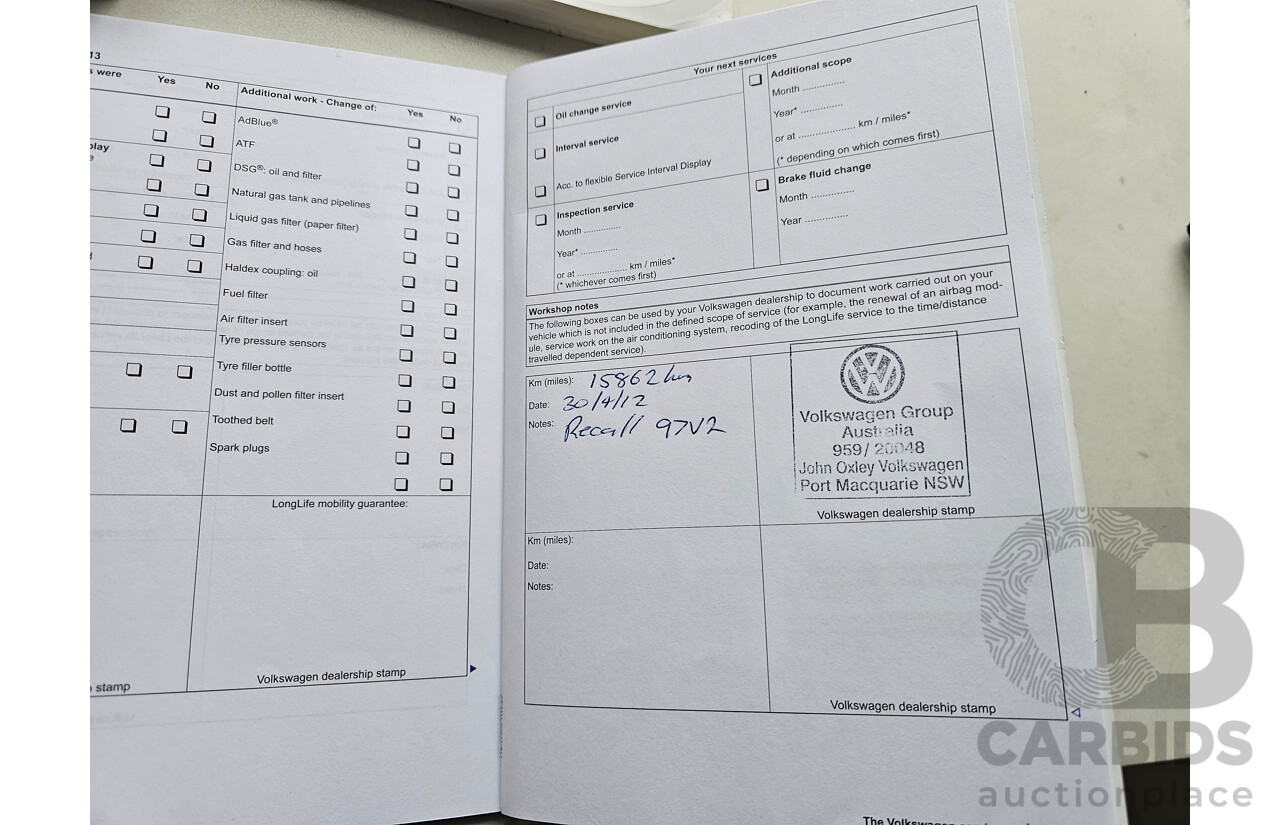 13
s were Yes No
play
e
d
stamp
Additional work - Change of: Yes No
AdBlue®
ATF
DSG®: oil and filter
Natural gas tank and pipelines
Liquid gas filter (paper filter)
Gas filter and hoses
Haldex coupling: oil
Fuel filter
Air filter insert
Tyre pressure sensors
Tyre filler bottle
Dust and pollen filter insert
Toothed belt
Spark plugs
LongLife mobility guarantee:
Volkswagen dealership stamp
Your next services
Oil change service
Interval service
Acc. to flexible Service Interval Display
Inspection service
Month .............
Year* .............
or at .................... km / miles*
(* whichever comes first)
Additional scope
Month ..............
Year* ..............
or at .................... km / miles*
(* depending on which comes first)
Brake fluid change
Month ..............
Year ..............
Workshop notes
The following boxes can be used by your Volkswagen dealership to document work carried out on your
vehicle which is not included in the defined scope of service (for example, the renewal of an airbag mod-
ule, service work on the air conditioning system, recoding of the LongLife service to the time/distance
travelled dependent service).
Km (miles): 15862km
Date: 30/4/12
Notes: Recall 97V2
VW
Volkswagen Group
Australia
959/ 20048
John Oxley Volkswagen
Port Macquarie NSW
Volkswagen dealership stamp
Km (miles):
Date:
Notes:
Volkswagen dealership stamp
The Volkswagen
CB
CARBIDS
auctionplace